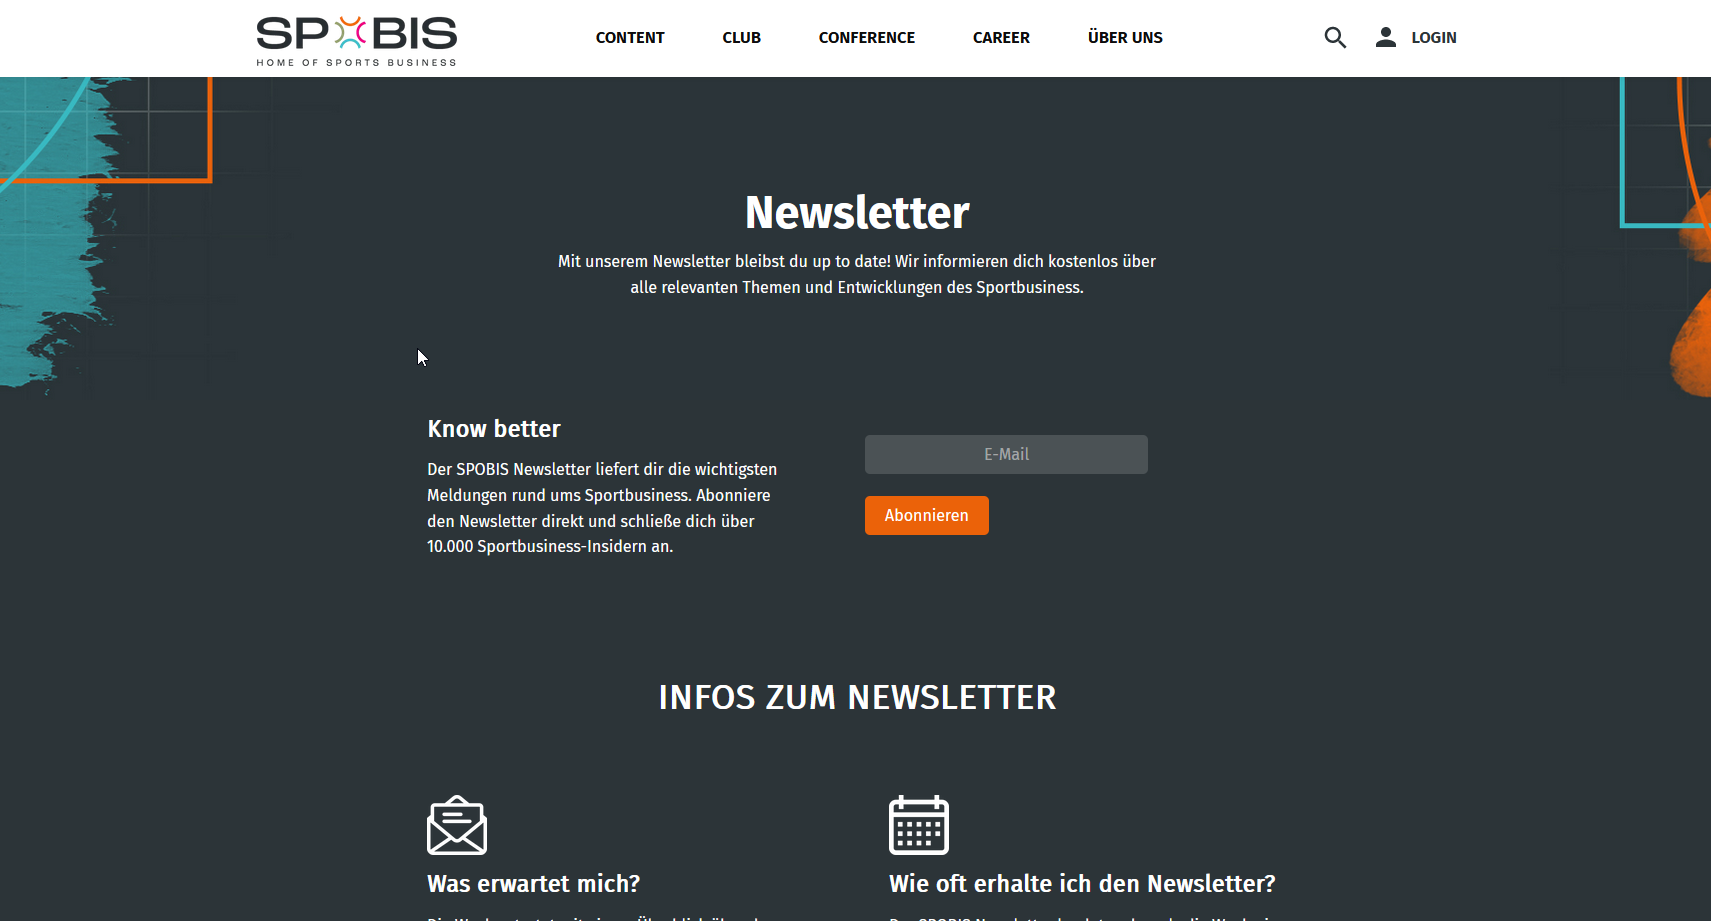 SPOBIS
HOME OF SPORTS BUSINESS
CONTENT
CLUB
CONFERENCE
CAREER
ÜBER UNS
LOGIN
Newsletter
Mit unserem Newsletter bleibst du up to date! Wir informieren dich kostenlos über
alle relevanten Themen und Entwicklungen des Sportbusiness.
Know better
Der SPOBIS Newsletter liefert dir die wichtigsten
Meldungen rund ums Sportbusiness. Abonniere
den Newsletter direkt und schließe dich über
10.000 Sportbusiness-Insidern an.
E-Mail
Abonnieren
INFOS ZUM NEWSLETTER
Was erwartet mich?
Wie oft erhalte ich den Newsletter?